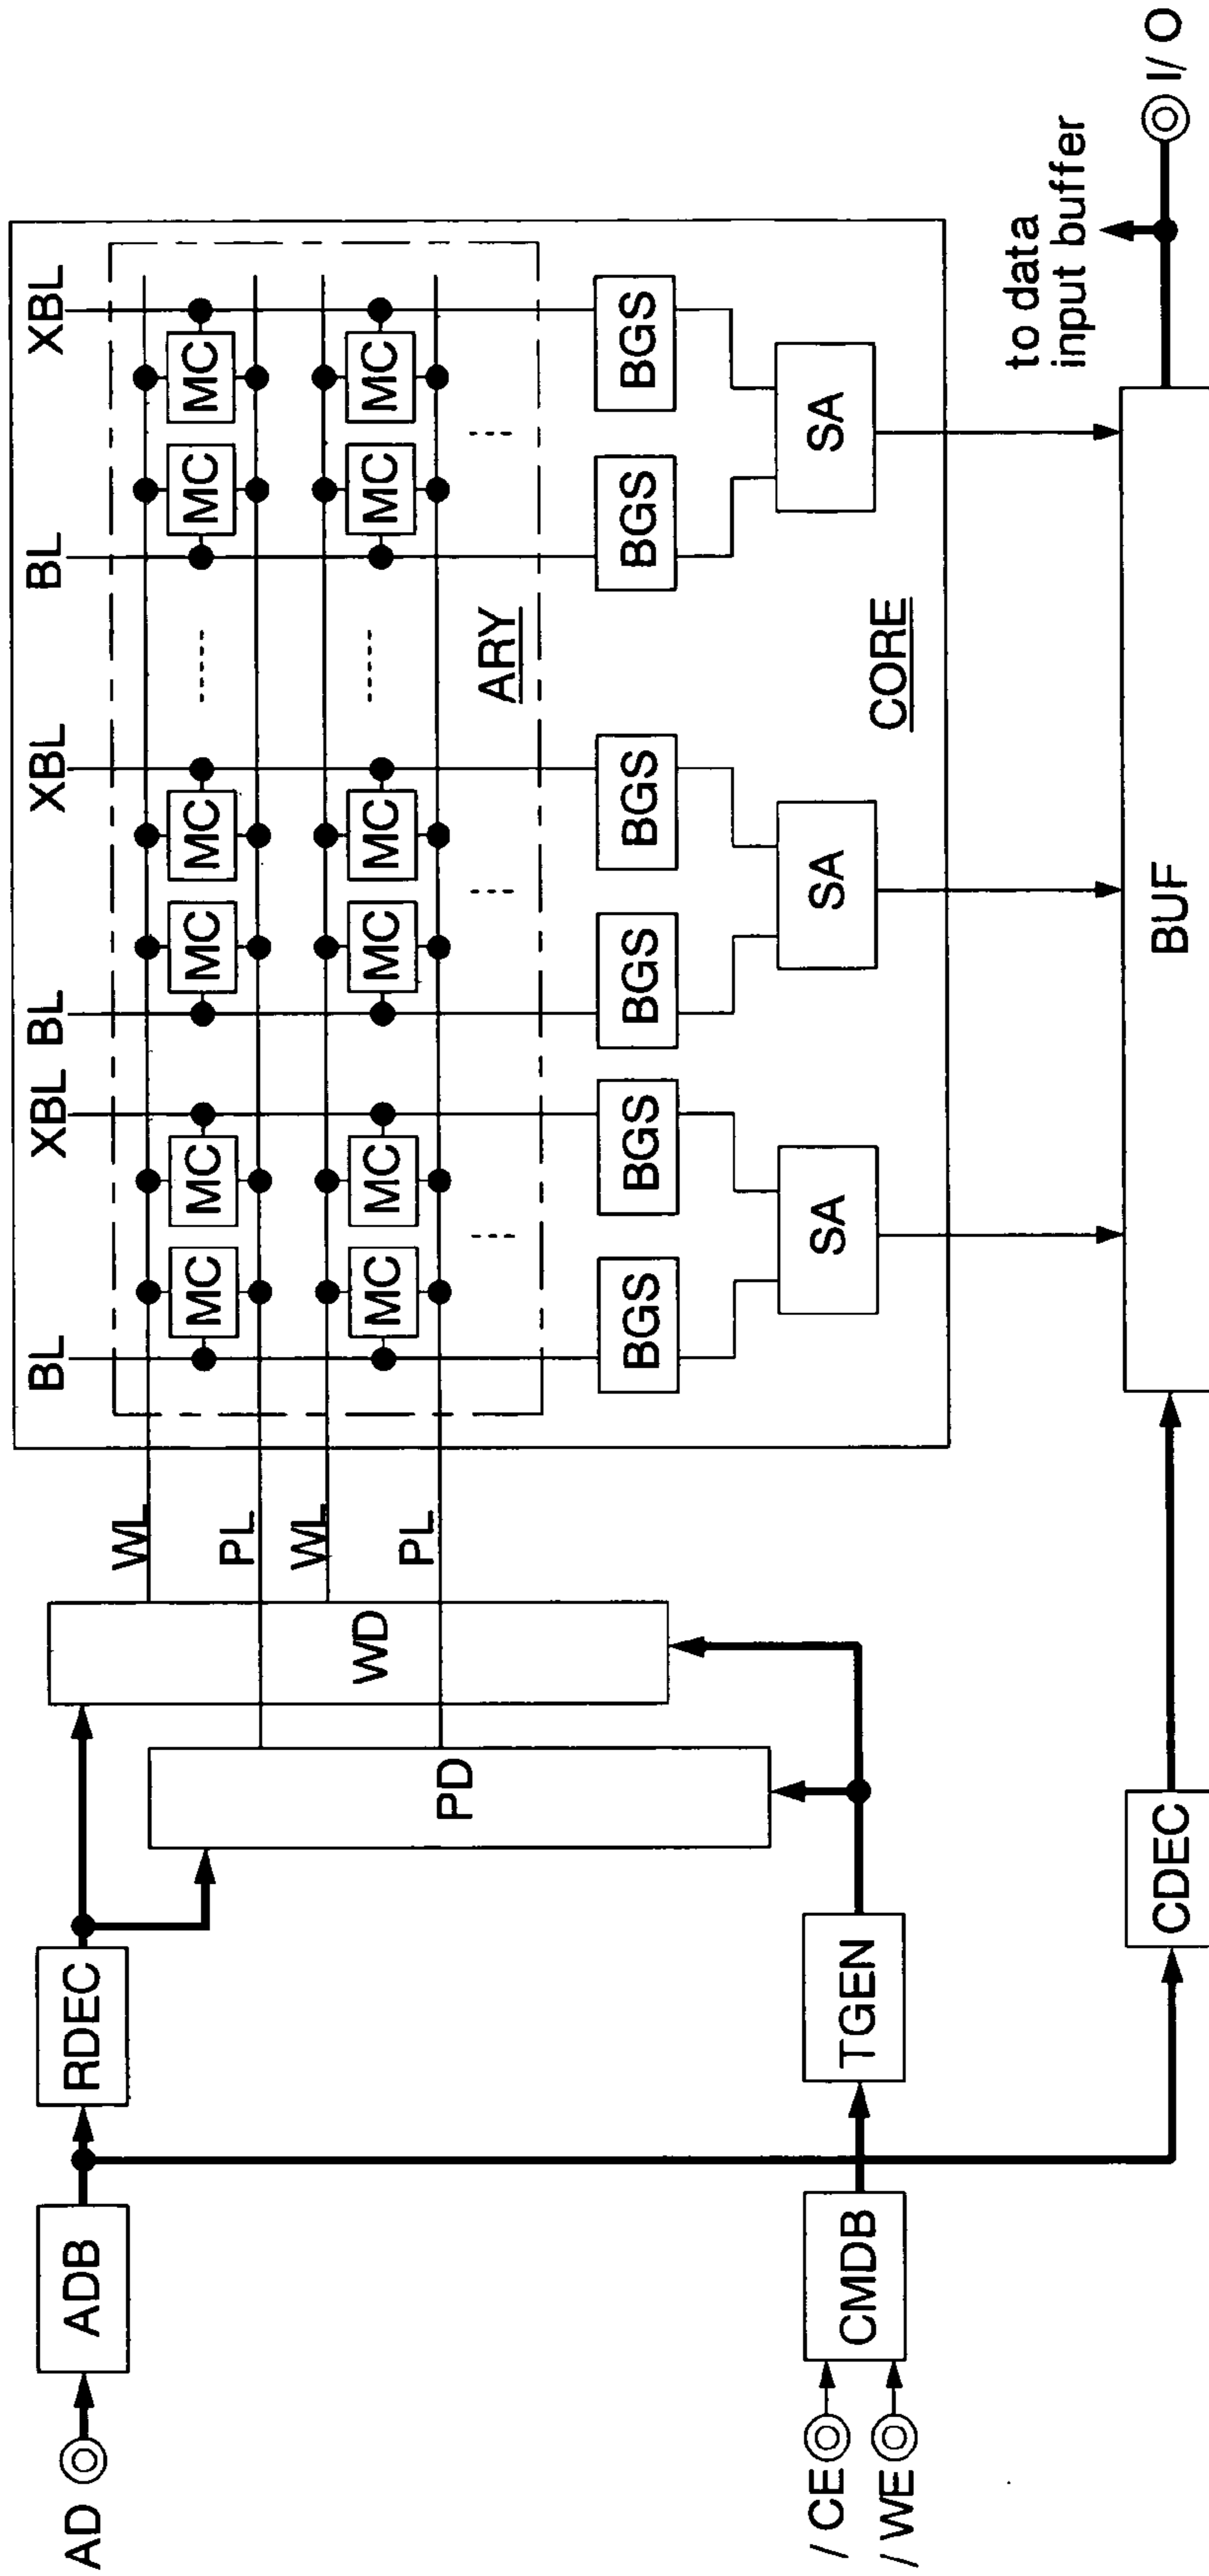 BL XBL BL XBL BL XBL
AD ADB RDEC
WL
MC MC MC MC MC MC
PL
WL
WD
MC MC MC MC MC MC
PL
PD
ARY
BGS BGS BGS BGS BGS BGS
SA SA SA
/ CE CMDB TGEN
CORE
/ WE
to data
input buffer
CDEC BUF I/O